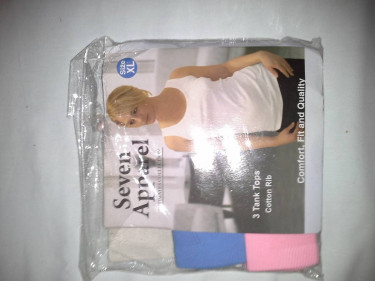 Size
XL
Seven
Apparel
3 Tank Tops
Cotton Rib
Comfort, Fit and Quality